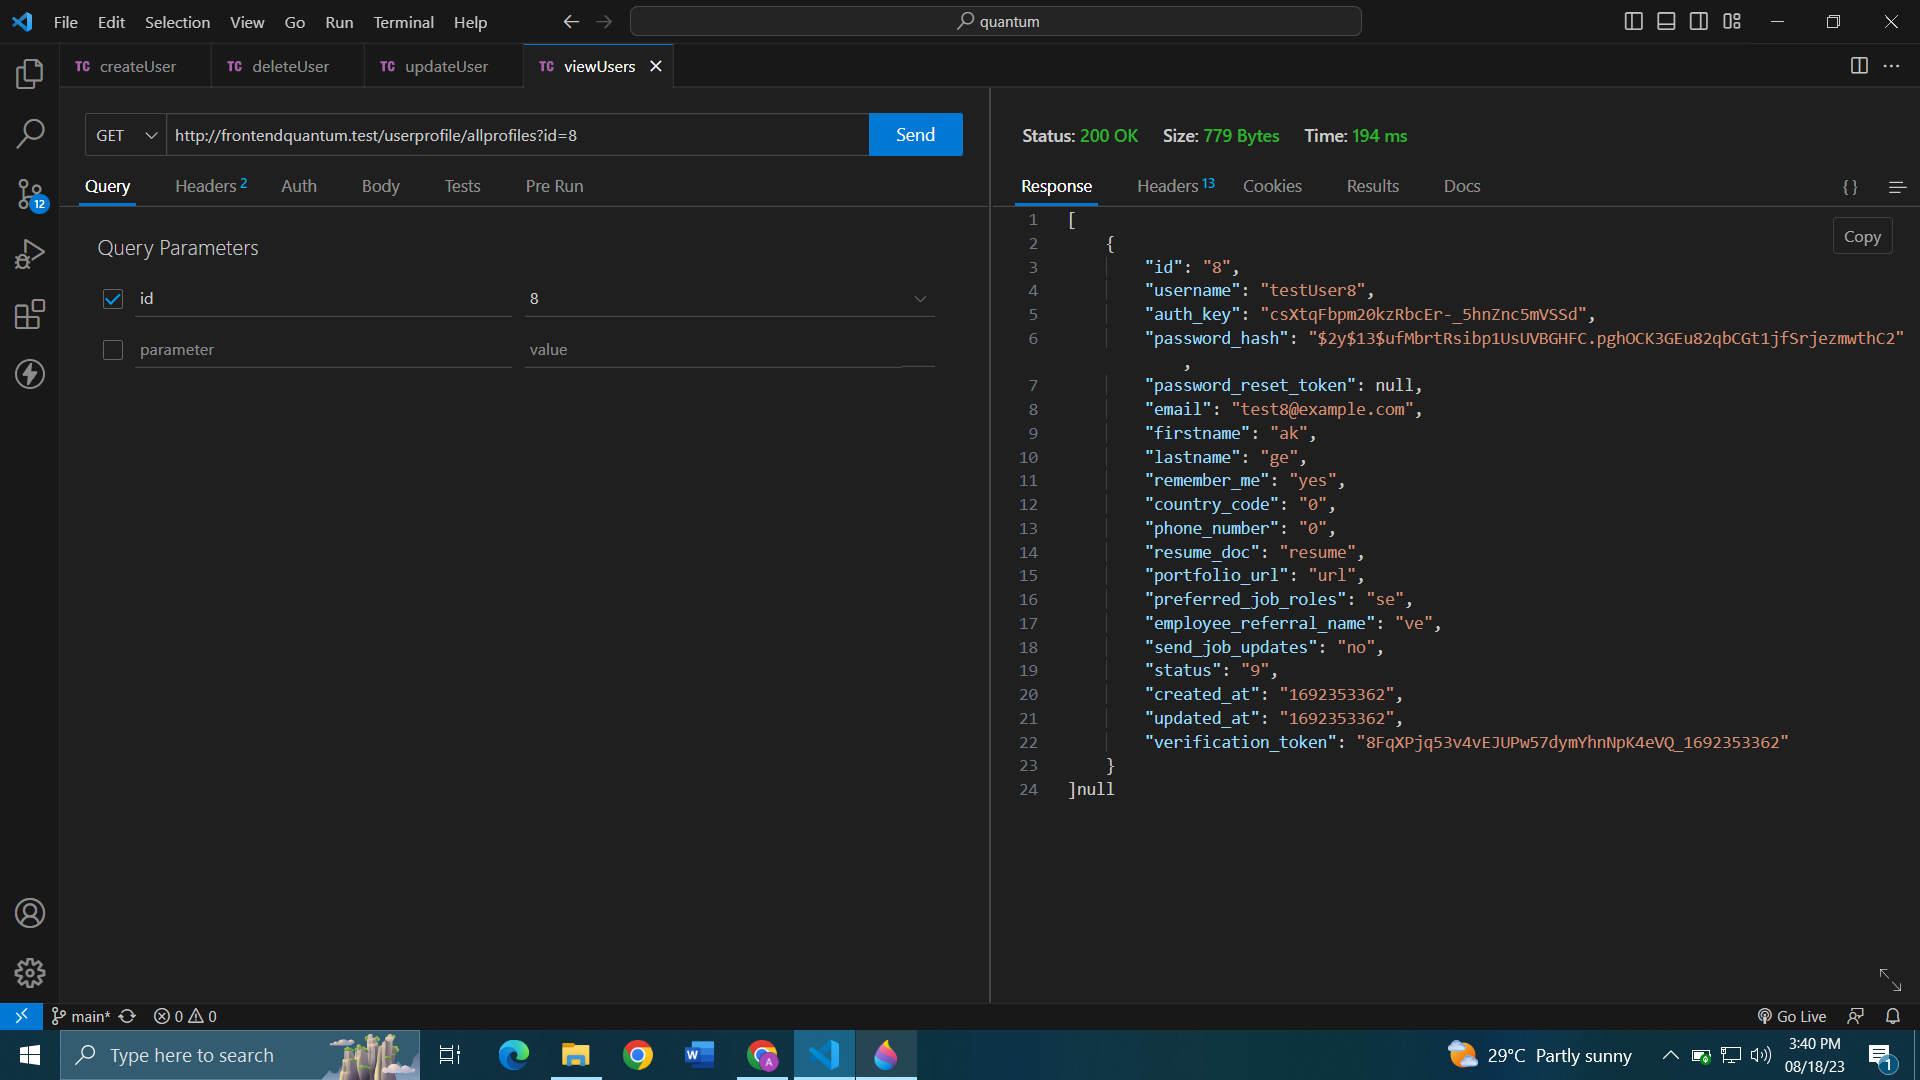 File Edit Selection View Go Run Terminal Help
quantum
TC createUser
TC deleteUser
TC updateUser
TC viewUsers
GET
http://frontendquantum.test/userprofile/allprofiles?id=8
Send
Query Headers 2 Auth Body Tests Pre Run
Query Parameters
id 8
parameter value
Status: 200 OK Size: 779 Bytes Time: 194 ms
Response Headers 13 Cookies Results Docs
{}
Copy
1 [
2 {
3 "id": "8",
4 "username": "testUser8",
5 "auth_key": "csXtqFbpm20kzRbcEr-_5hnZnc5mVSSd",
6 "password_hash": "$2y$13$ufMbrtRsibp1UsUVBGHFC.pghOCK3GEu82qbCGt1jfSrjezmwthC2"
,
7 "password_reset_token": null,
8 "email": "test8@example.com",
9 "firstname": "ak",
10 "lastname": "ge",
11 "remember_me": "yes",
12 "country_code": "0",
13 "phone_number": "0",
14 "resume_doc": "resume",
15 "portfolio_url": "url",
16 "preferred_job_roles": "se",
17 "employee_referral_name": "ve",
18 "send_job_updates": "no",
19 "status": "9",
20 "created_at": "1692353362",
21 "updated_at": "1692353362",
22 "verification_token": "8FqXPjq53v4vEJUPw57dymYhnNpK4eVQ_1692353362"
23 }
24 ]null
12
main* 0 0
Go Live
Type here to search
29°C Partly sunny
3:40 PM
08/18/23
1